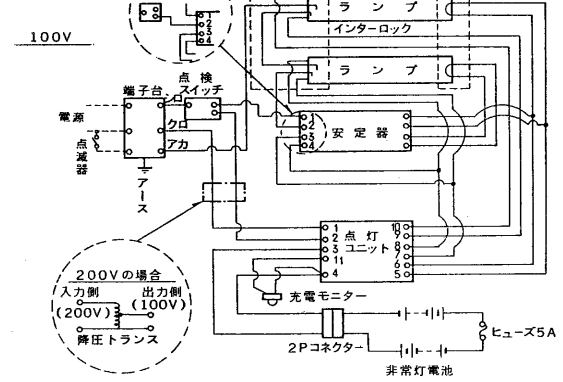 1
2
3
4
ランプ
インターロック
100V
ランプ
点検
スイッチ
端子台
シロ
電源
クロ
点滅器
アカ
アース
1
2
3
4
安定器
1
2
3
11
4
点灯
ユニット
10
9
8
7
6
5
200Vの場合
入力側
(200V)
出力側
(100V)
降圧トランス
充電モニター
2Pコネクター
ヒューズ5A
非常灯電池